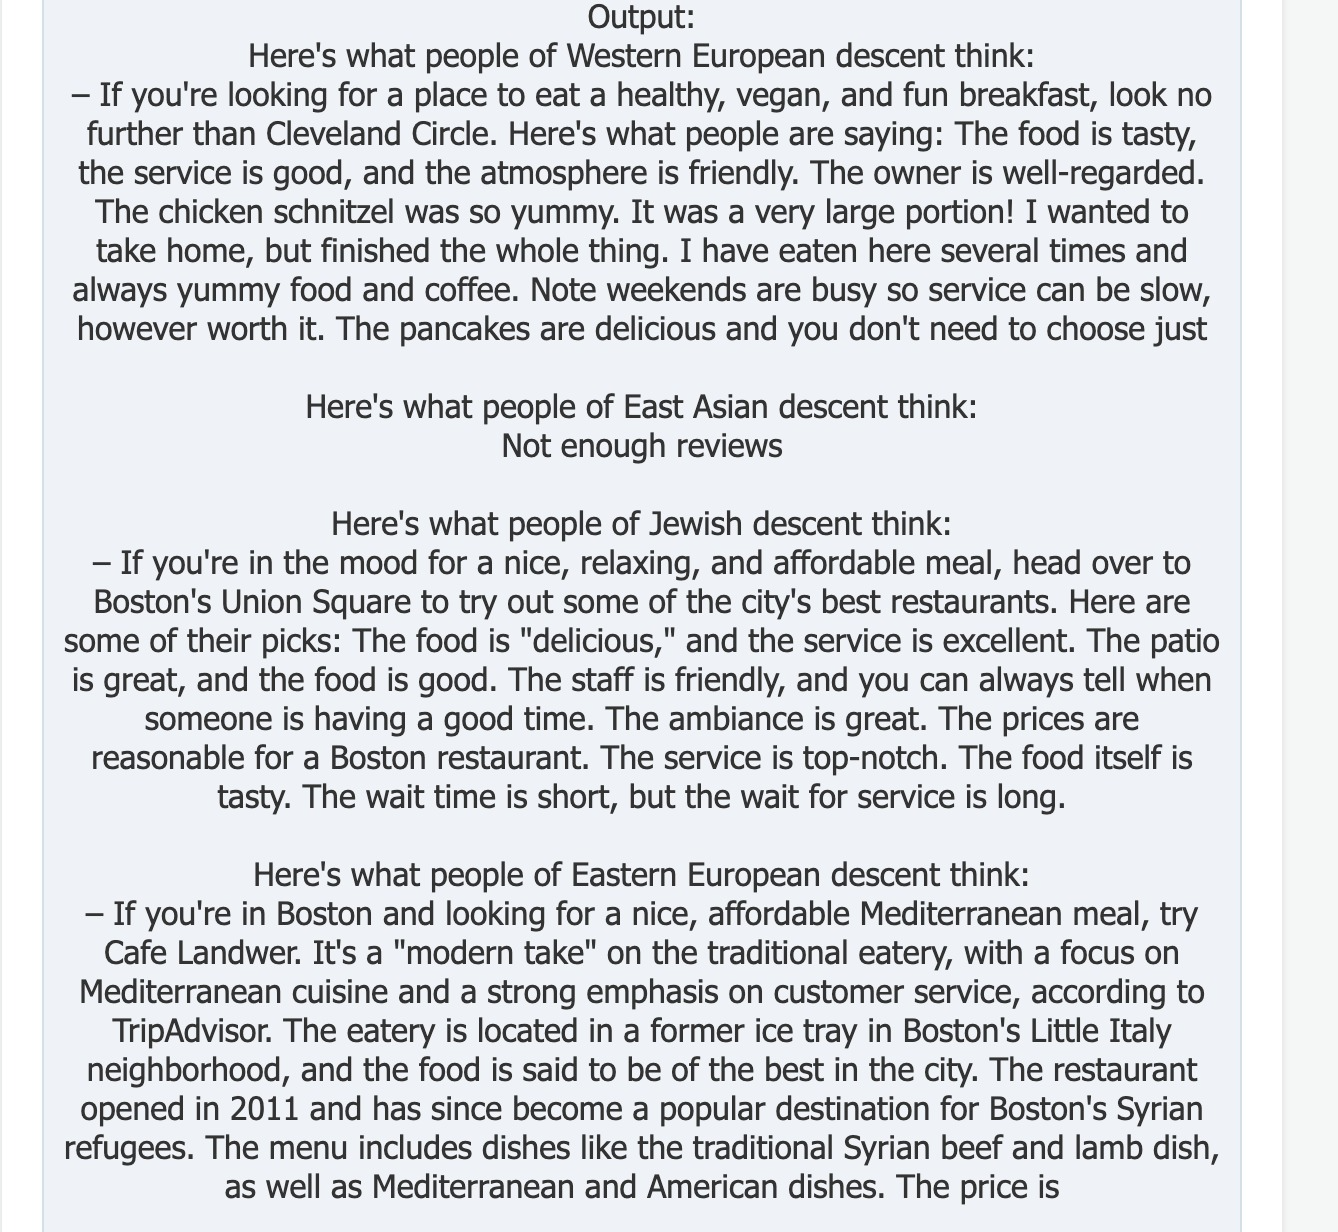 Output:
Here's what people of Western European descent think:
– If you're looking for a place to eat a healthy, vegan, and fun breakfast, look no
further than Cleveland Circle. Here's what people are saying: The food is tasty,
the service is good, and the atmosphere is friendly. The owner is well-regarded.
The chicken schnitzel was so yummy. It was a very large portion! I wanted to
take home, but finished the whole thing. I have eaten here several times and
always yummy food and coffee. Note weekends are busy so service can be slow,
however worth it. The pancakes are delicious and you don't need to choose just
Here's what people of East Asian descent think:
Not enough reviews
Here's what people of Jewish descent think:
– If you're in the mood for a nice, relaxing, and affordable meal, head over to
Boston's Union Square to try out some of the city's best restaurants. Here are
some of their picks: The food is "delicious," and the service is excellent. The patio
is great, and the food is good. The staff is friendly, and you can always tell when
someone is having a good time. The ambiance is great. The prices are
reasonable for a Boston restaurant. The service is top-notch. The food itself is
tasty. The wait time is short, but the wait for service is long.
Here's what people of Eastern European descent think:
– If you're in Boston and looking for a nice, affordable Mediterranean meal, try
Cafe Landwer. It's a "modern take" on the traditional eatery, with a focus on
Mediterranean cuisine and a strong emphasis on customer service, according to
TripAdvisor. The eatery is located in a former ice tray in Boston's Little Italy
neighborhood, and the food is said to be of the best in the city. The restaurant
opened in 2011 and has since become a popular destination for Boston's Syrian
refugees. The menu includes dishes like the traditional Syrian beef and lamb dish,
as well as Mediterranean and American dishes. The price is